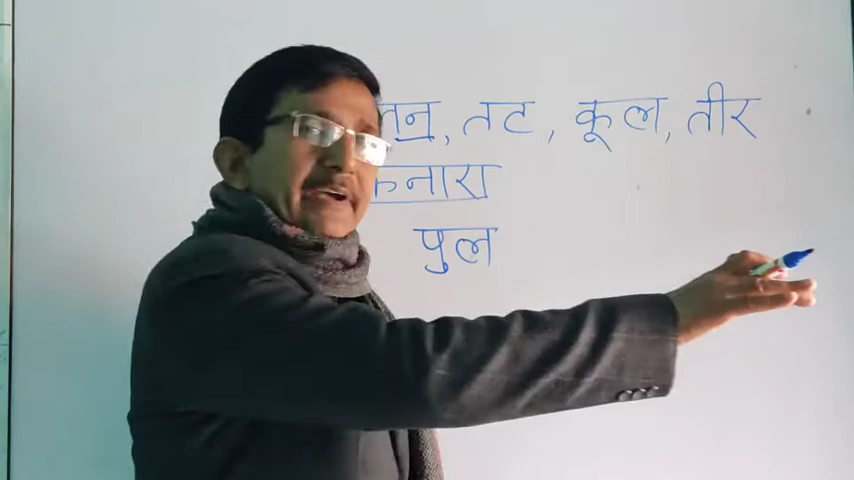 तट, कूल, तीर
किनारा
पुल